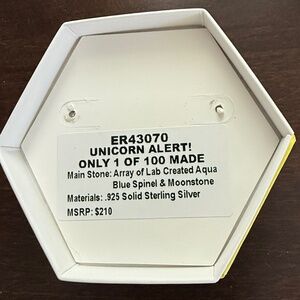 ER43070
UNICORN ALERT!
ONLY 1 OF 100 MADE
Main Stone: Array of Lab Created Aqua
Blue Spinel & Moonstone
Materials: .925 Solid Sterling Silver
MSRP: $210